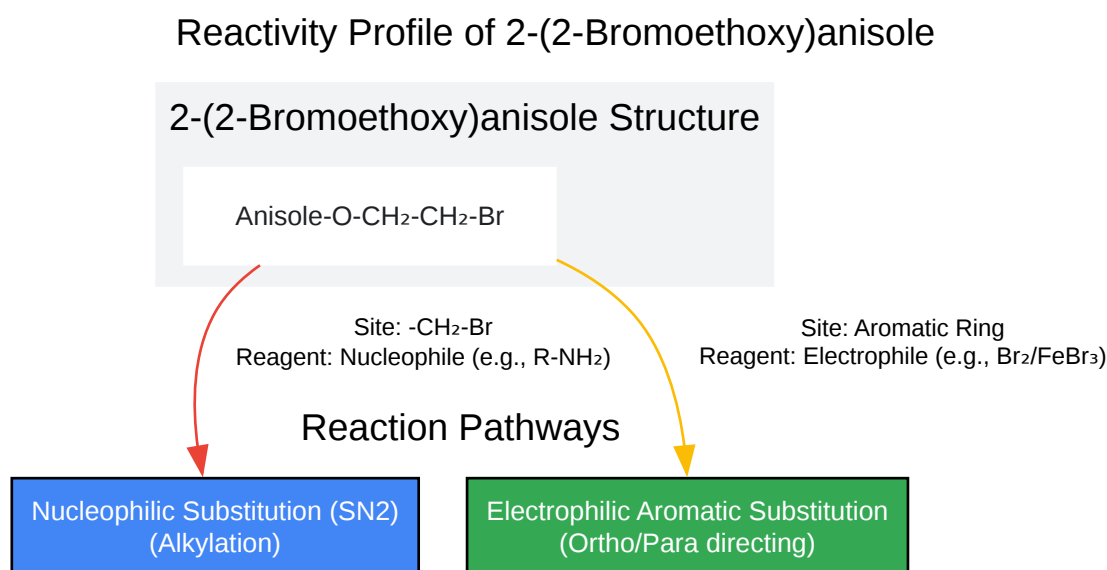 Reactivity Profile of 2-(2-Bromoethoxy)anisole
2-(2-Bromoethoxy)anisole Structure
Anisole-O-CH₂-CH₂-Br
Site: -CH₂-Br
Reagent: Nucleophile (e.g., R-NH₂)
Site: Aromatic Ring
Reagent: Electrophile (e.g., Br₂/FeBr₃)
Reaction Pathways
Nucleophilic Substitution (SN2)
(Alkylation)
Electrophilic Aromatic Substitution
(Ortho/Para directing)